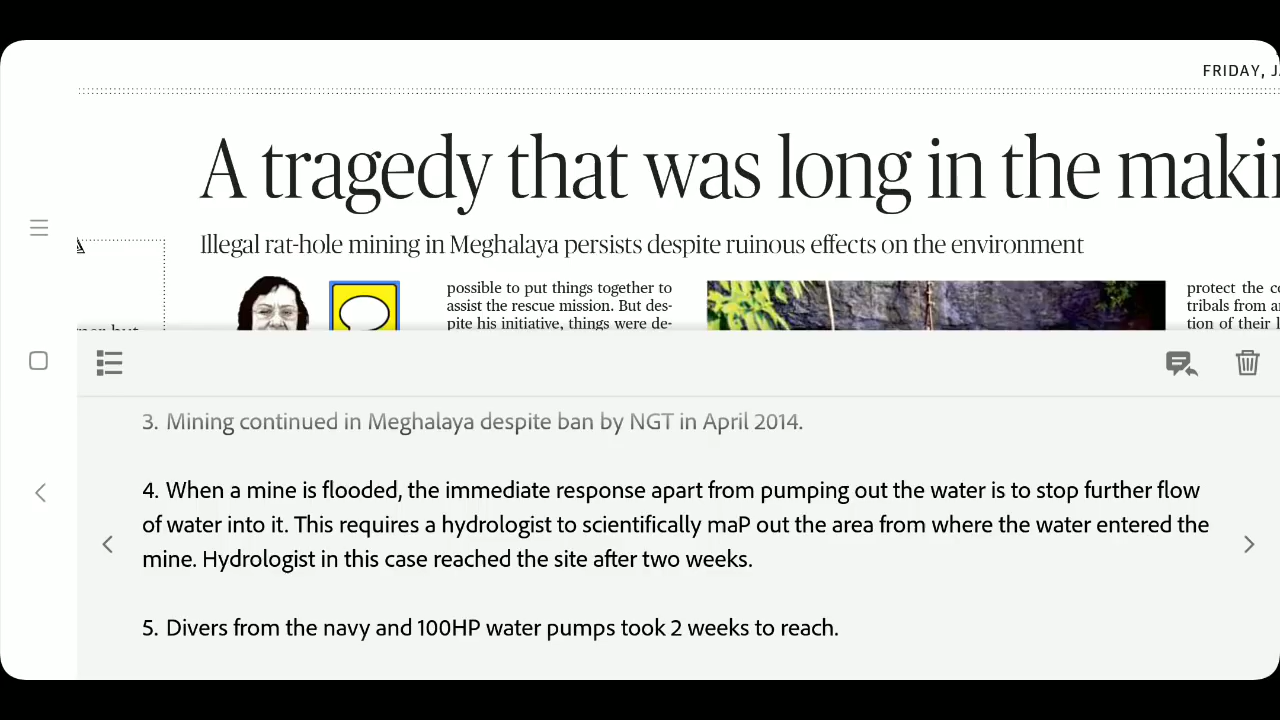 FRIDAY,
A tragedy that was long in the
Illegal rat-hole mining in Meghalaya persists despite ruinous effects on the environment
possible to put things together to
assist the rescue mission. But des-
pite his initiative, things were de-
protect the
tribals from
tion of their
3. Mining continued in Meghalaya despite ban by NGT in April 2014.
4. When a mine is flooded, the immediate response apart from pumping out the water is to stop further flow
of water into it. This requires a hydrologist to scientifically maP out the area from where the water entered the
mine. Hydrologist in this case reached the site after two weeks.
5. Divers from the navy and 100HP water pumps took 2 weeks to reach.